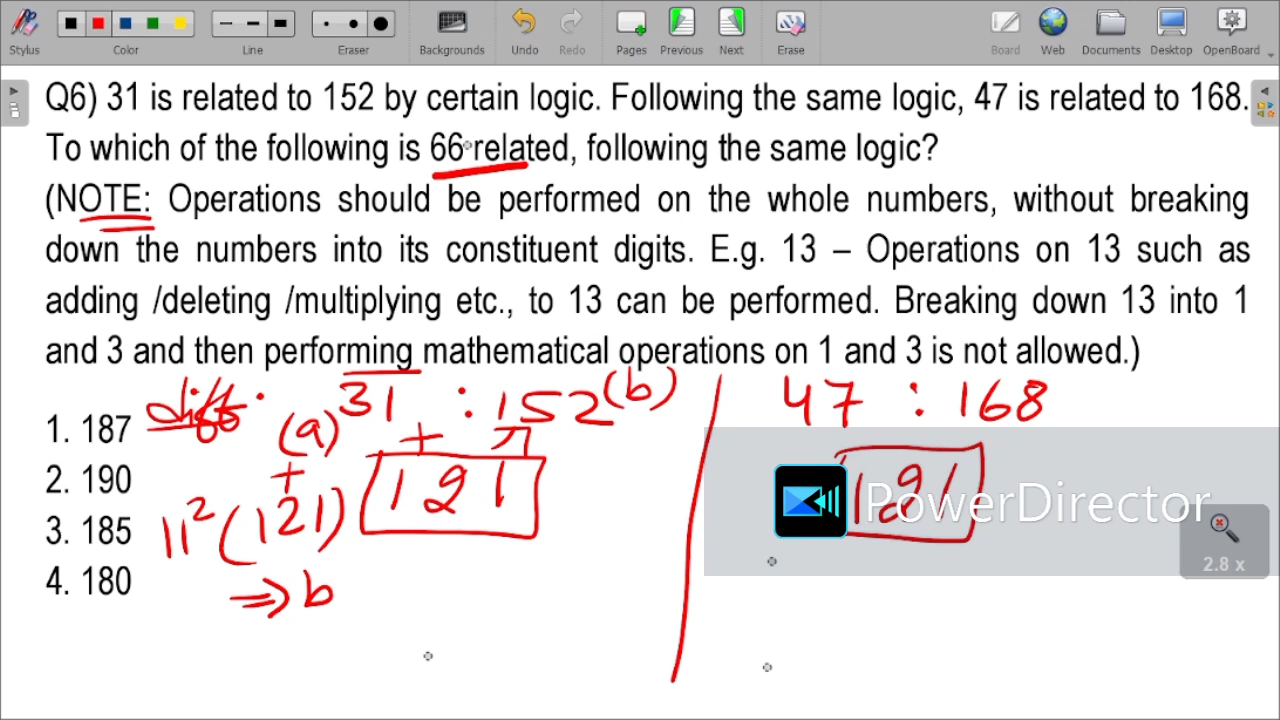 Stylus Color Line Eraser Backgrounds Undo Redo Pages Previous Next Erase Board Web Documents Desktop OpenBoard
Q6) 31 is related to 152 by certain logic. Following the same logic, 47 is related to 168.
To which of the following is 66 related, following the same logic?
(NOTE: Operations should be performed on the whole numbers, without breaking
down the numbers into its constituent digits. E.g. 13 – Operations on 13 such as
adding /deleting /multiplying etc., to 13 can be performed. Breaking down 13 into 1
and 3 and then performing mathematical operations on 1 and 3 is not allowed.)
diff. 31 : 152 (b) 47 : 168
1. 187 (a) +
2. 190 + 121 121 PowerDirector
3. 185 11² (121)
2.8 x
4. 180 ⇒ b